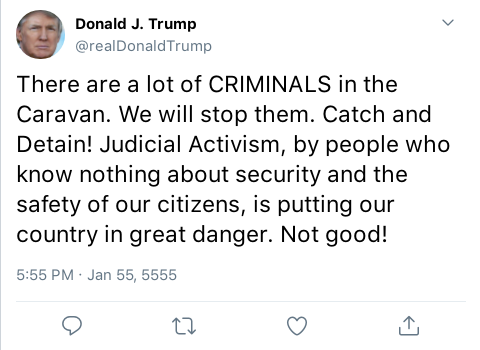 Donald J. Trump
@realDonaldTrump
There are a lot of CRIMINALS in the
Caravan. We will stop them. Catch and
Detain! Judicial Activism, by people who
know nothing about security and the
safety of our citizens, is putting our
country in great danger. Not good!
5:55 PM · Jan 55, 5555